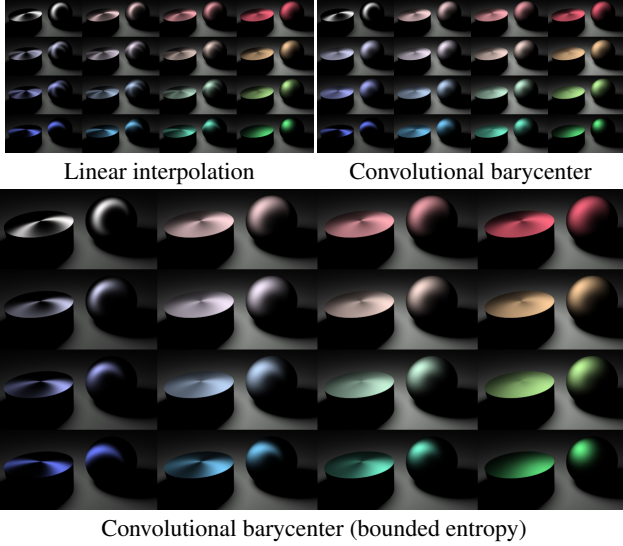 Linear interpolation
Convolutional barycenter
Convolutional barycenter (bounded entropy)